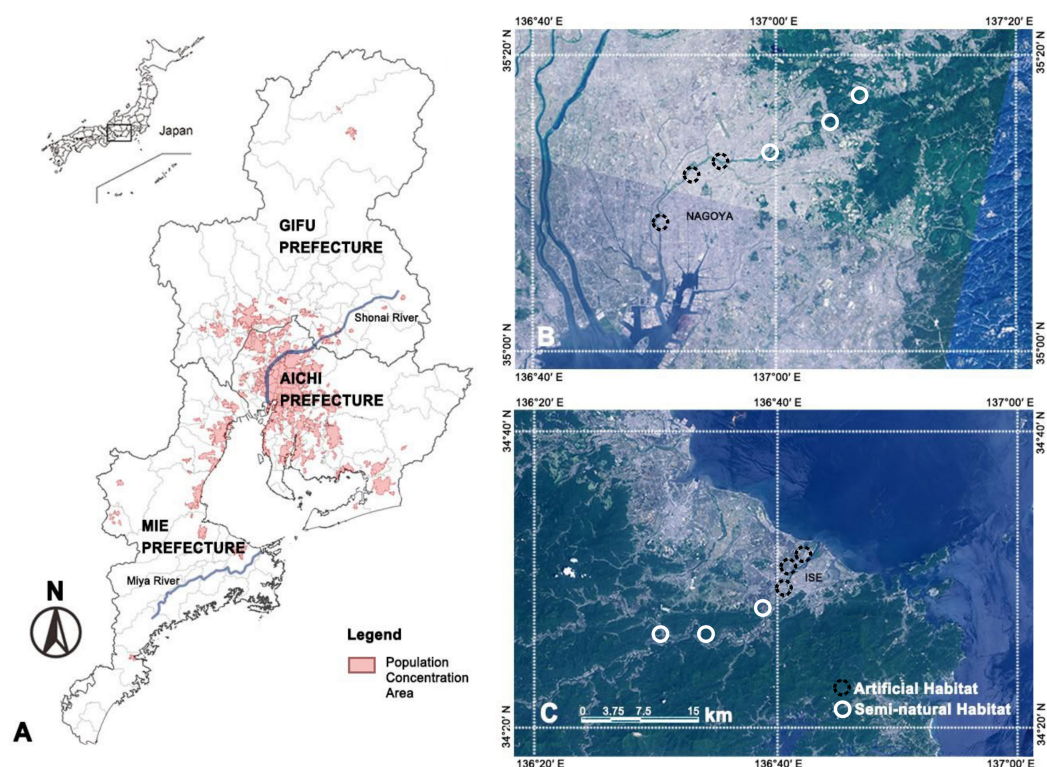 Japan
GIFU
PREFECTURE
Shonai River
AICHI
PREFECTURE
MIE
PREFECTURE
Miya River
N
Legend
Population
Concentration
Area
A
136°40′ E
137°00′ E
137°20′ E
35°20′ N
35°20′ N
NAGOYA
B
35°00′ N
35°00′ N
136°40′ E
137°00′ E
137°20′ E
136°20′ E
136°40′ E
137°00′ E
34°40′ N
34°40′ N
ISE
Artificial Habitat
Semi-natural Habitat
C
0 3.75 7.5 15 km
34°20′ N
34°20′ N
136°20′ E
136°40′ E
137°00′ E